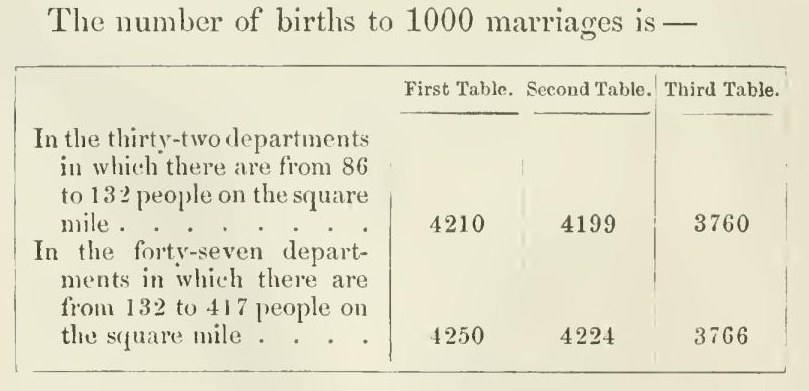 The number of births to 1000 marriages is —
First Table. Second Table. Third Table.
In the thirty-two departments
in which there are from 86
to 132 people on the square
mile . . . . . . . . 4210 4199 3760
In the forty-seven depart-
ments in which there are
from 132 to 417 people on
the square mile . . . . 4250 4224 3766